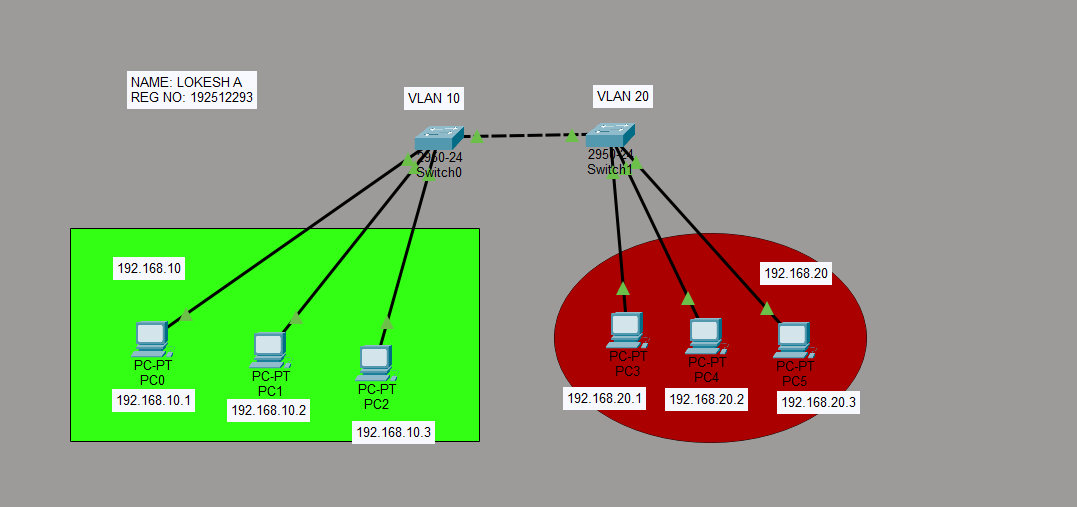 NAME: LOKESH A
REG NO: 192512293
VLAN 10
VLAN 20
2950-24
Switch0
2950-24
Switch1
192.168.10
192.168.20
PC-PT
PC0
192.168.10.1
PC-PT
PC1
192.168.10.2
PC-PT
PC2
192.168.10.3
PC-PT
PC3
192.168.20.1
PC-PT
PC4
192.168.20.2
PC-PT
PC5
192.168.20.3